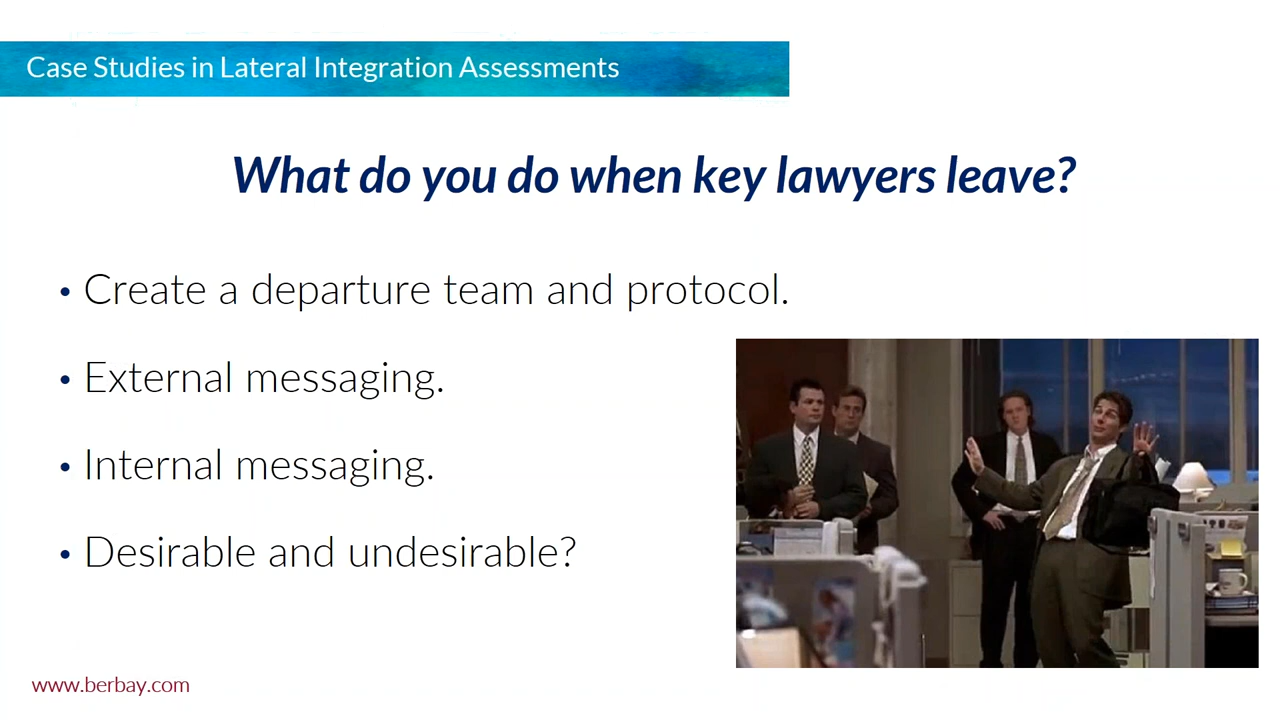 Case Studies in Lateral Integration Assessments
What do you do when key lawyers leave?
• Create a departure team and protocol.
• External messaging.
• Internal messaging.
• Desirable and undesirable?
www.berbay.com